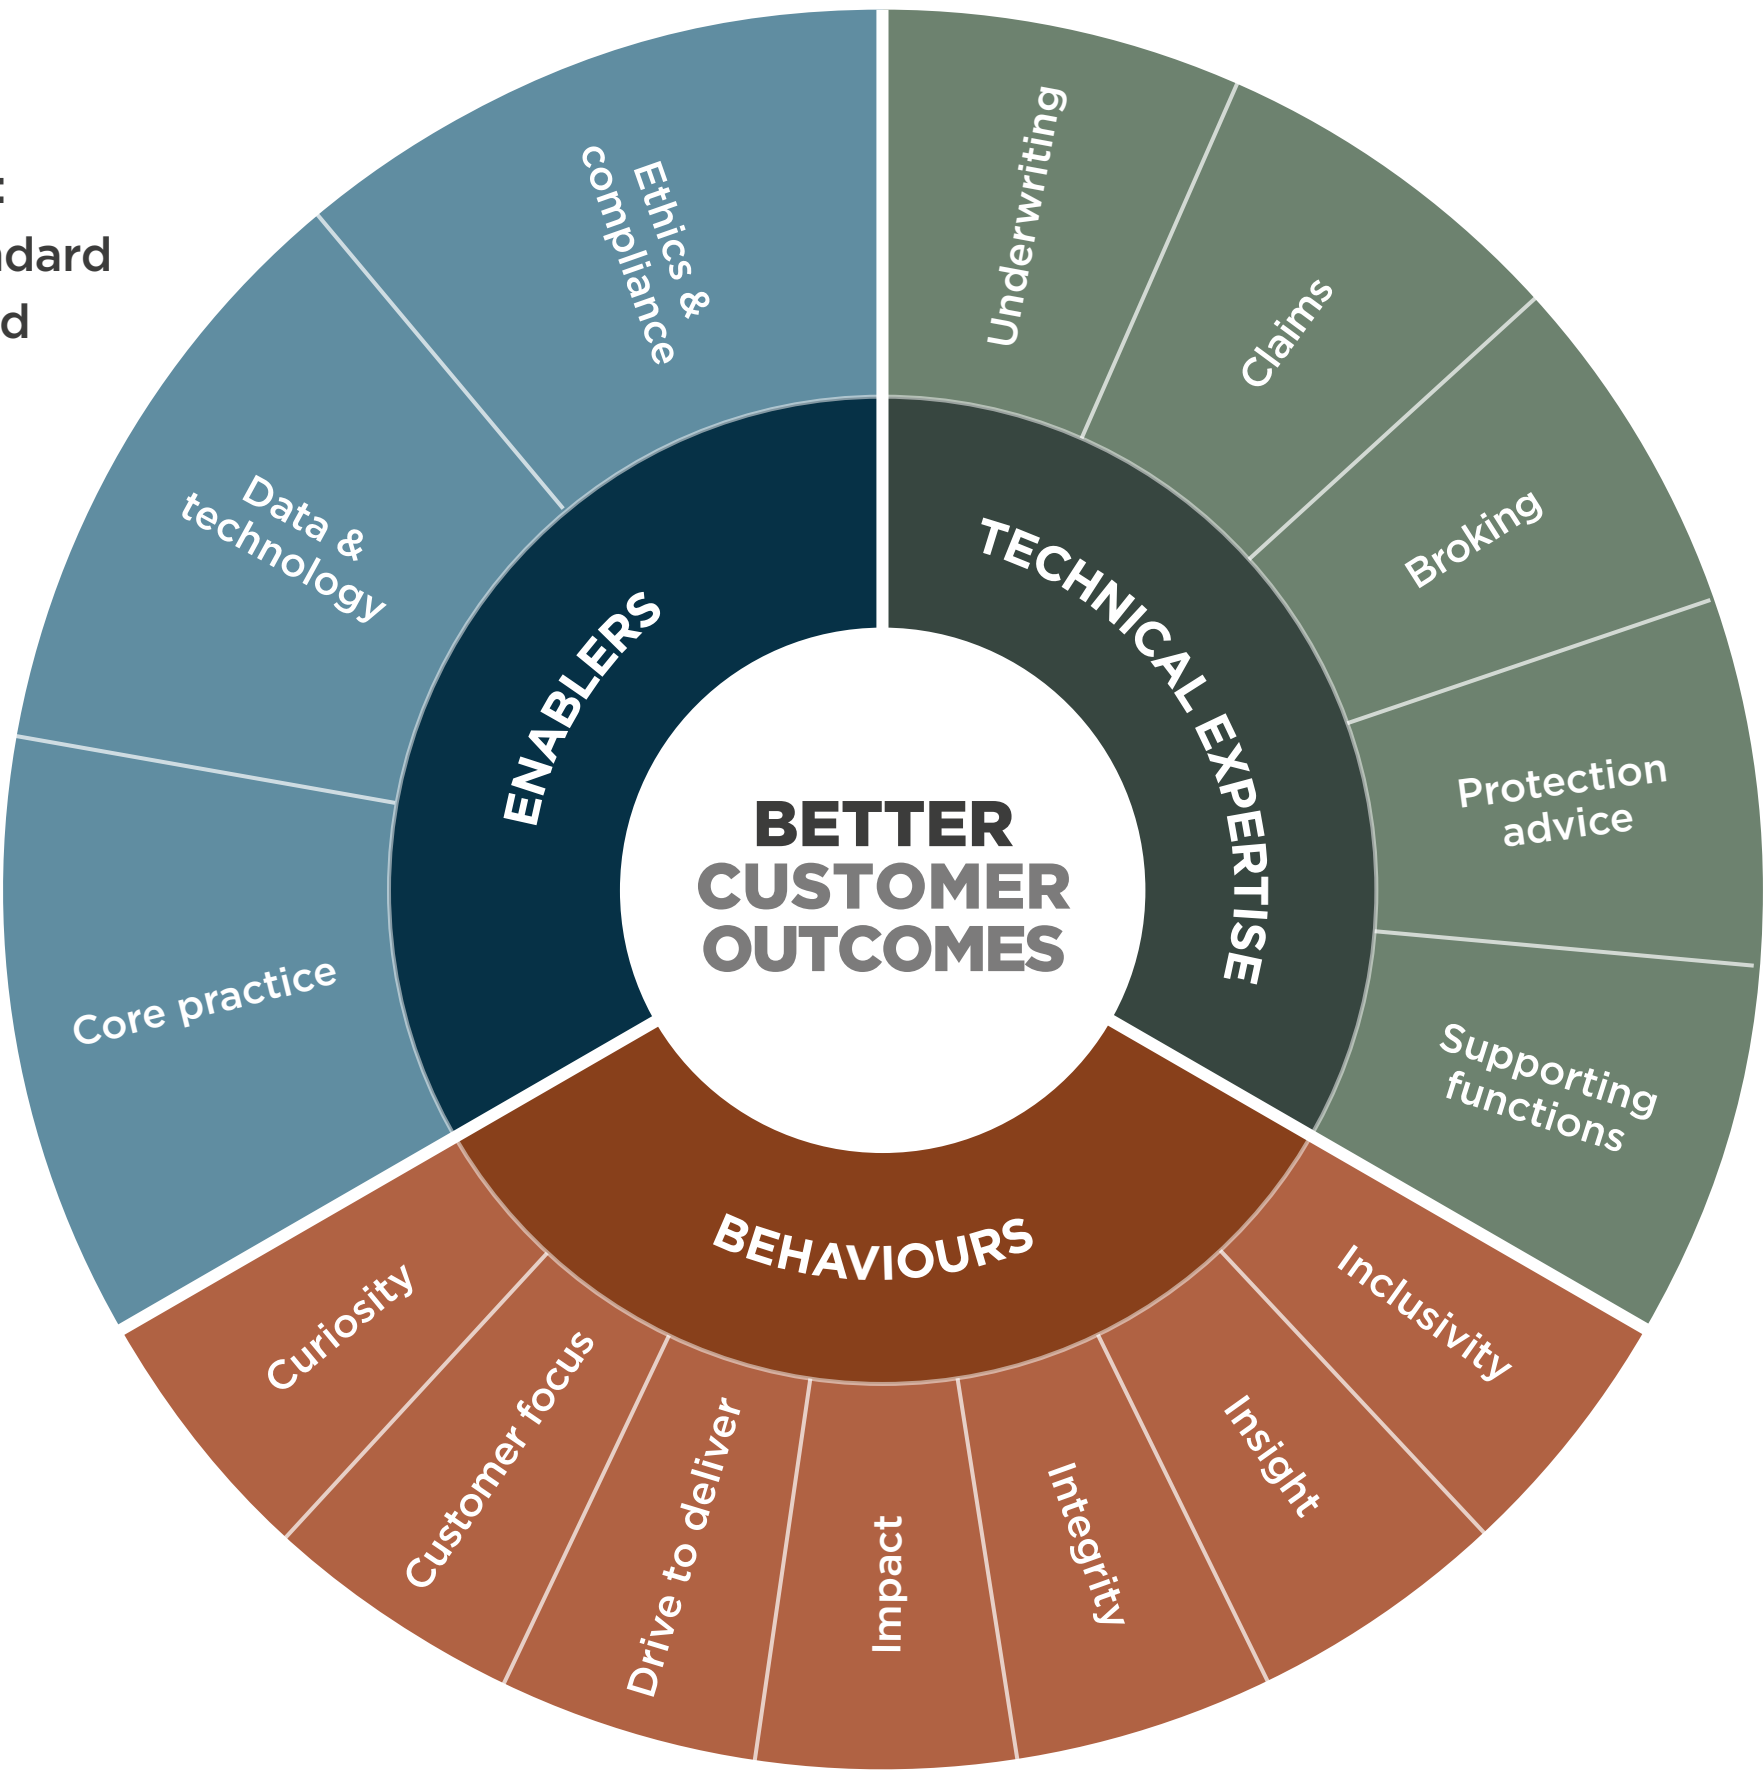 Ethics &
compliance
Data &
technology
Core practice
ENABLERS
Underwriting
Claims
Broking
Protection
advice
Supporting
functions
TECHNICAL EXPERTISE
BETTER
CUSTOMER
OUTCOMES
BEHAVIOURS
Curiosity
Customer focus
Drive to deliver
Impact
Integrity
Insight
Inclusivity